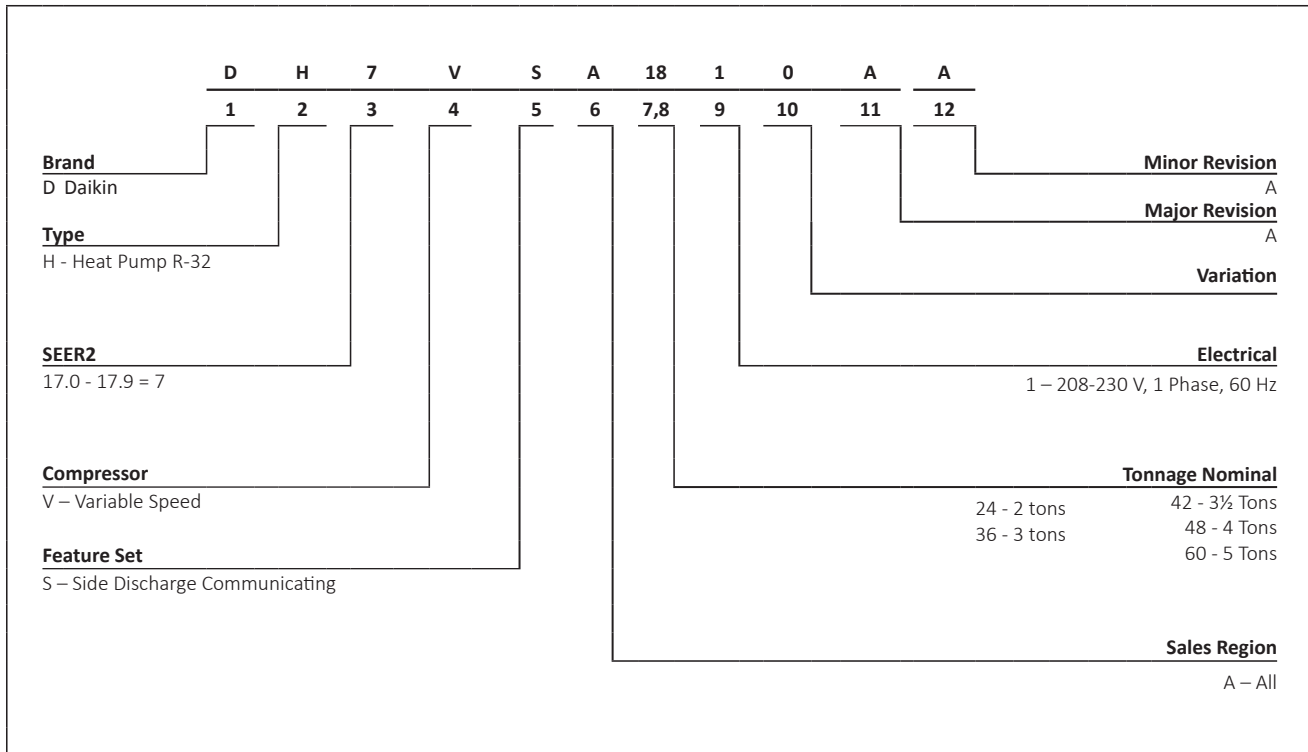 D H 7 V S A 18 1 0 A A
1 2 3 4 5 6 7,8 9 10 11 12
Brand
D Daikin
Type
H - Heat Pump R-32
SEER2
17.0 - 17.9 = 7
Compressor
V – Variable Speed
Feature Set
S – Side Discharge Communicating
Minor Revision
A
Major Revision
A
Variation
Electrical
1 – 208-230 V, 1 Phase, 60 Hz
Tonnage Nominal
24 - 2 tons
36 - 3 tons
42 - 3½ Tons
48 - 4 Tons
60 - 5 Tons
Sales Region
A – All